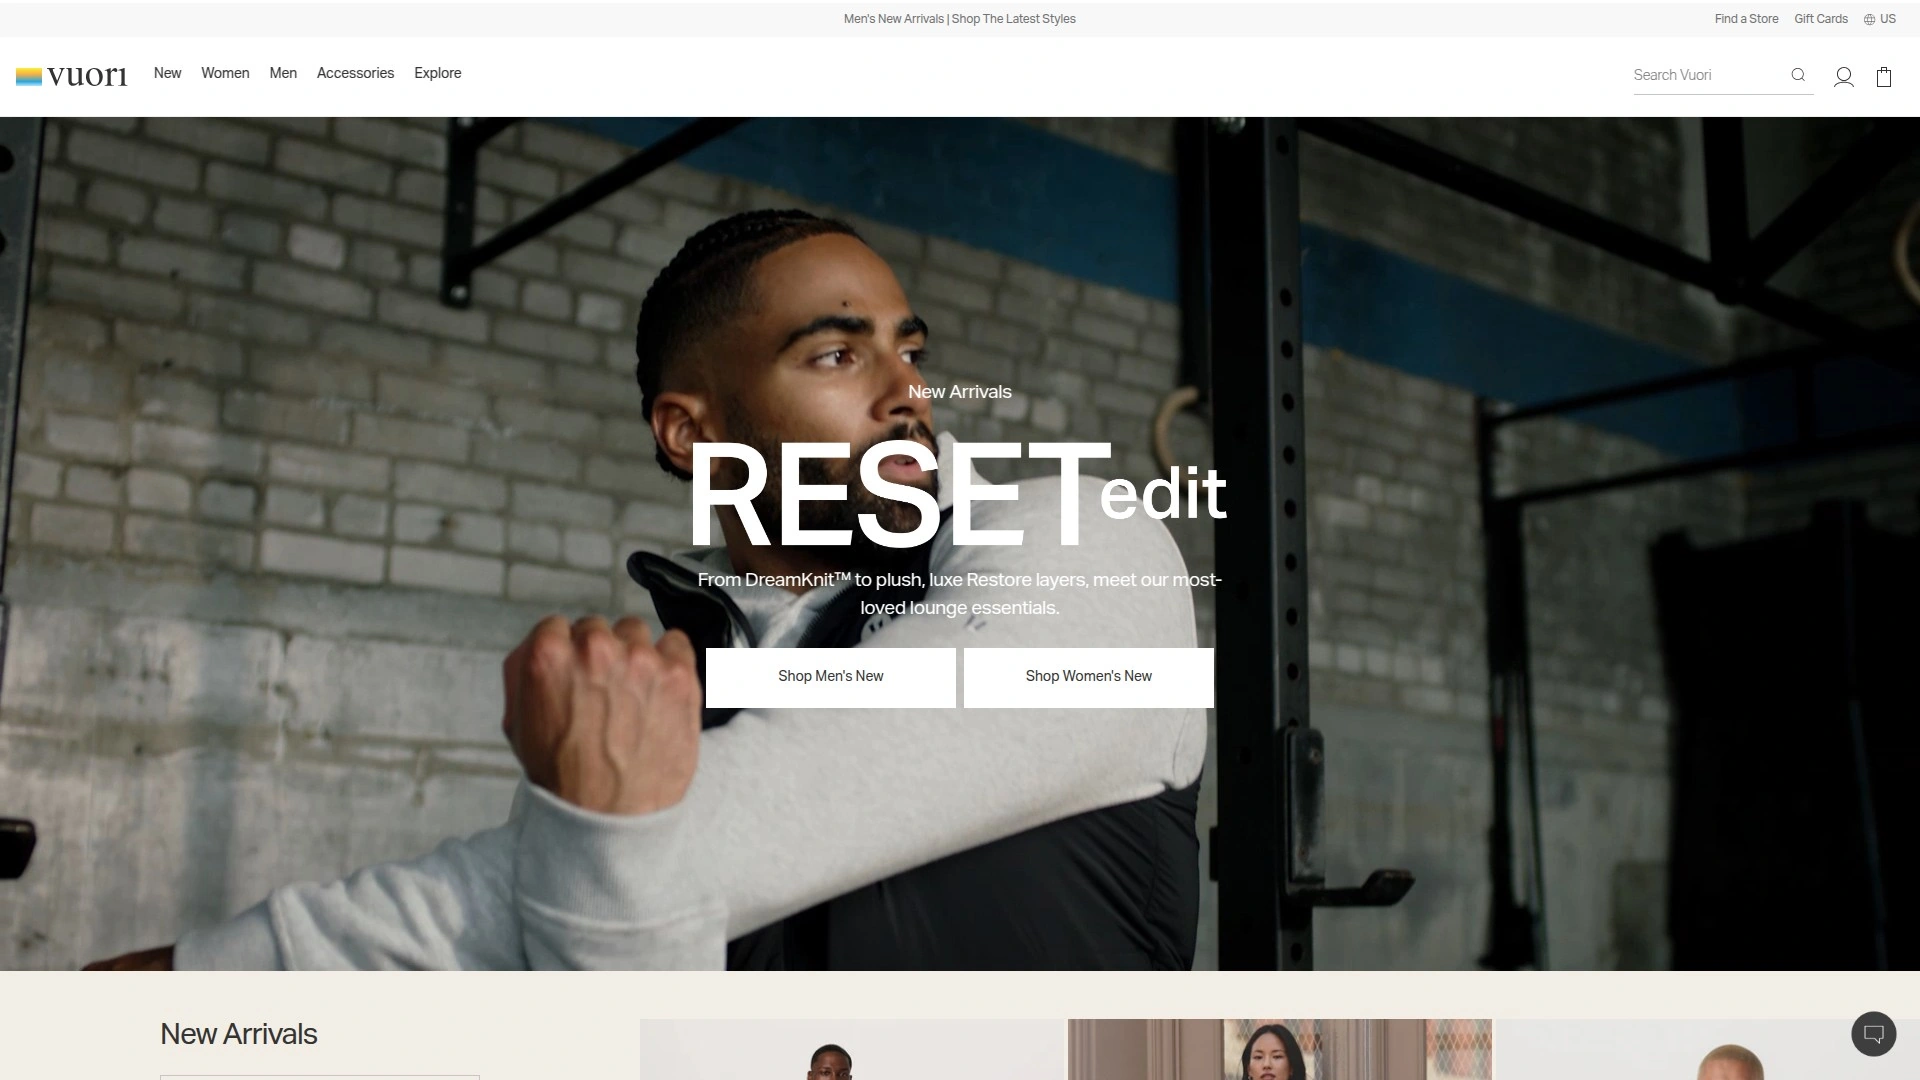 Men's New Arrivals | Shop The Latest Styles
Find a Store
Gift Cards
US
vuori
New
Women
Men
Accessories
Explore
Search Vuori
New Arrivals
RESET edit
From DreamKnit™ to plush, luxe Restore layers, meet our most-
loved lounge essentials.
Shop Men's New
Shop Women's New
New Arrivals